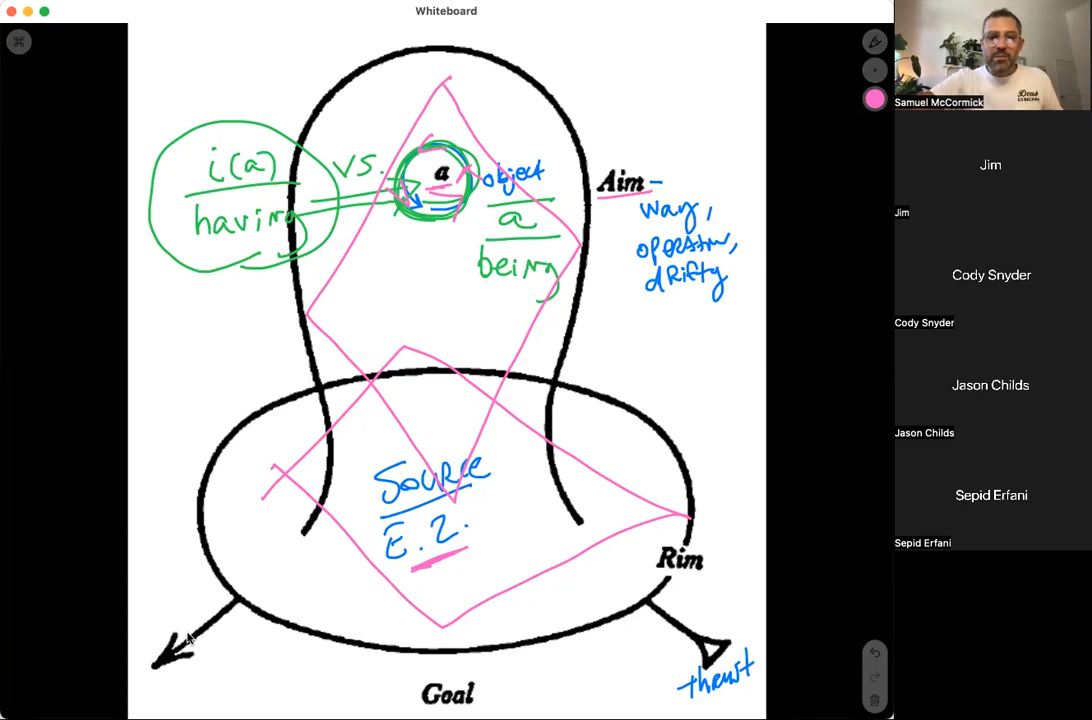 Whiteboard
i(a)
having
vs.
a
object
a
being
Aim -
way,
operation,
drifty
Source
E.Z.
Rim
Goal
thrust
Samuel McCormick
Deus
Jim
Jim
Cody Snyder
Cody Snyder
Jason Childs
Jason Childs
Sepid Erfani
Sepid Erfani